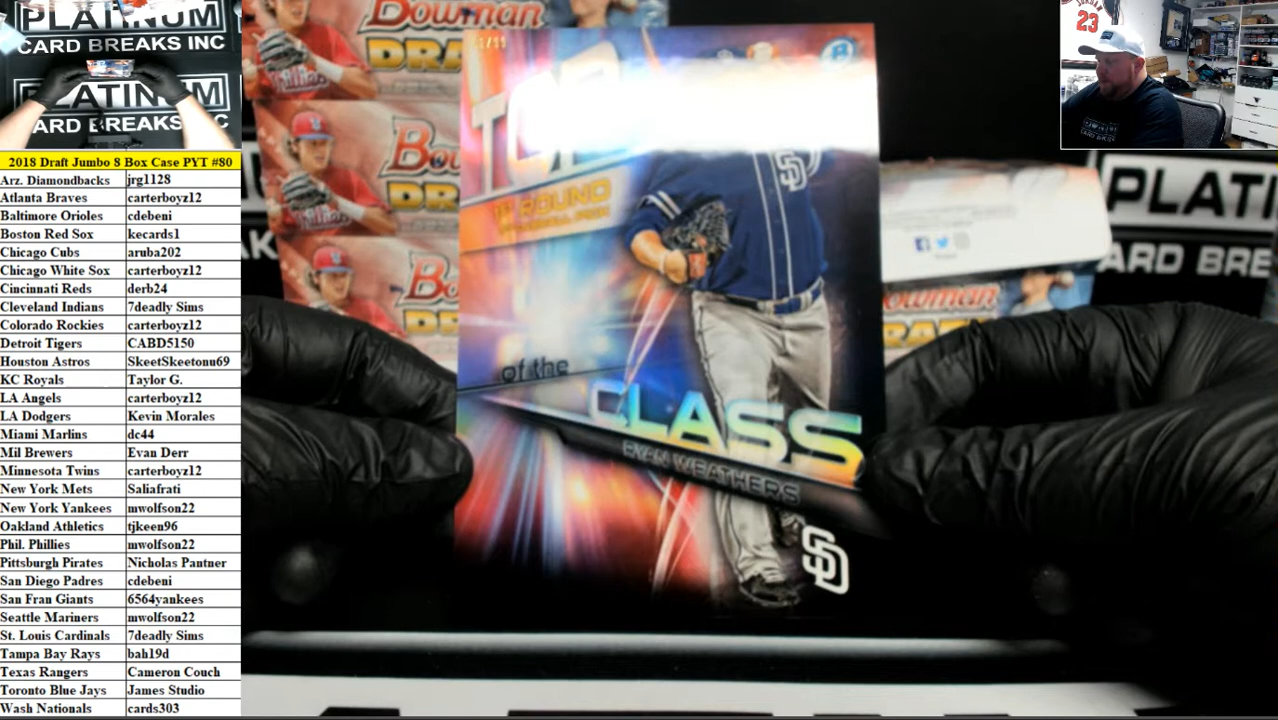 PLATINUM
CARD BREAKS INC
PLATINUM
2018 Draft Jumbo 8 Box Case PYT #80
Arz. Diamondbacks jrg1128
Atlanta Braves carterboyz12
Baltimore Orioles cdebeni
Boston Red Sox kecards1
Chicago Cubs aruba202
Chicago White Sox carterboyz12
Cincinnati Reds derb24
Cleveland Indians 7deadly Sims
Colorado Rockies carterboyz12
Detroit Tigers CABD5150
Houston Astros SkeetSkeetonu69
KC Royals Taylor G.
LA Angels carterboyz12
LA Dodgers Kevin Morales
Miami Marlins dc44
Mil Brewers Evan Derr
Minnesota Twins carterboyz12
New York Mets Saliafrati
New York Yankees mwolfson22
Oakland Athletics tjkeen96
Phil. Phillies mwolfson22
Pittsburgh Pirates Nicholas Pantner
San Diego Padres cdebeni
San Fran Giants 6564yankees
Seattle Mariners mwolfson22
St. Louis Cardinals 7deadly Sims
Tampa Bay Rays bah19d
Texas Rangers Cameron Couch
Toronto Blue Jays James Studio
Wash Nationals cards303
Bowman
DRA
Phillies
Bo
DR
Phillies
Bo
TOP
1st ROUND
of the
CLASS
RYAN WEATHERS
SD
SD
Bowman
PLATI
ARD BRE
JORDAN
23